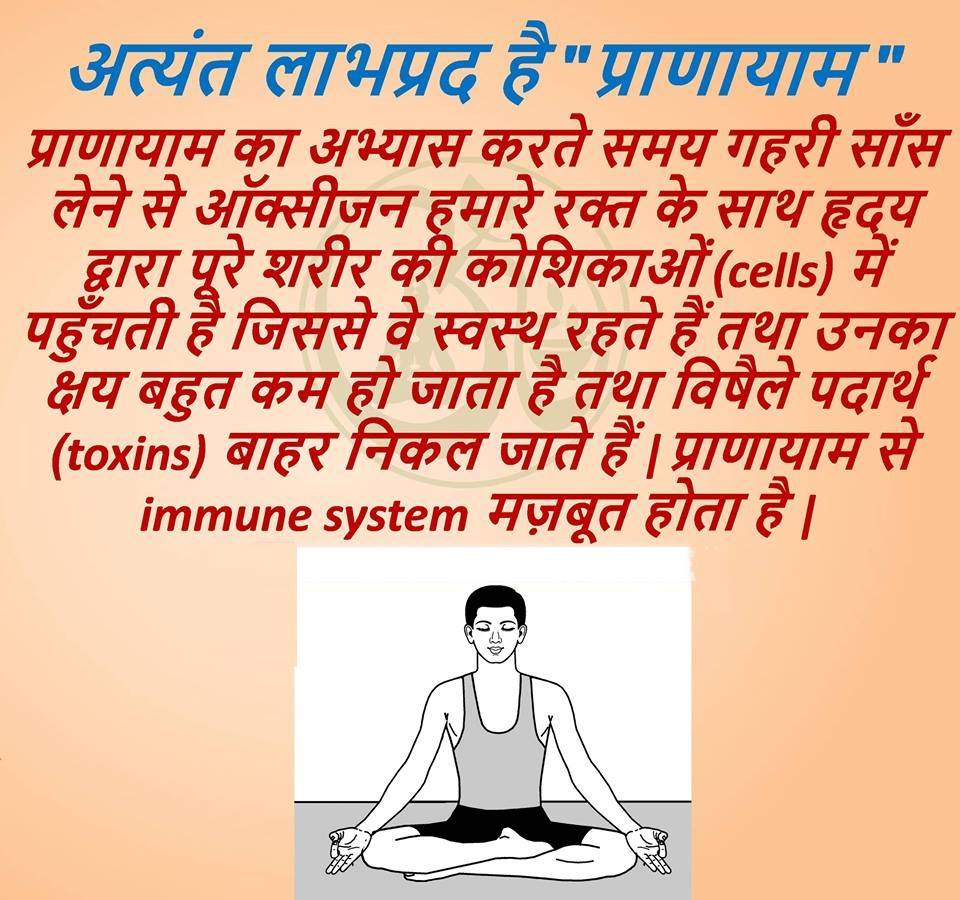 अत्यंत लाभप्रद है "प्राणायाम"
प्राणायाम का अभ्यास करते समय गहरी साँस
लेने से ऑक्सीजन हमारे रक्त के साथ हृदय
द्वारा पूरे शरीर की कोशिकाओं (cells) में
पहुँचती है जिससे वे स्वस्थ रहते हैं तथा उनका
क्षय बहुत कम हो जाता है तथा विषैले पदार्थ
(toxins) बाहर निकल जाते हैं | प्राणायाम से
immune system मज़बूत होता है |